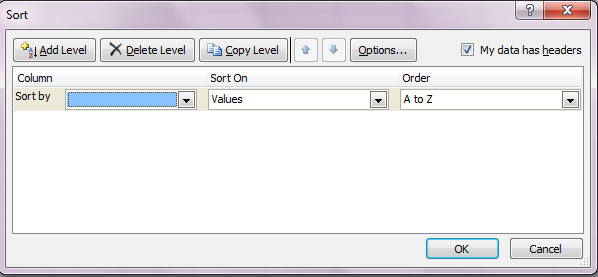 Sort
Add Level Delete Level Copy Level Options... My data has headers
Column Sort On Order
Sort by Values A to Z
OK Cancel